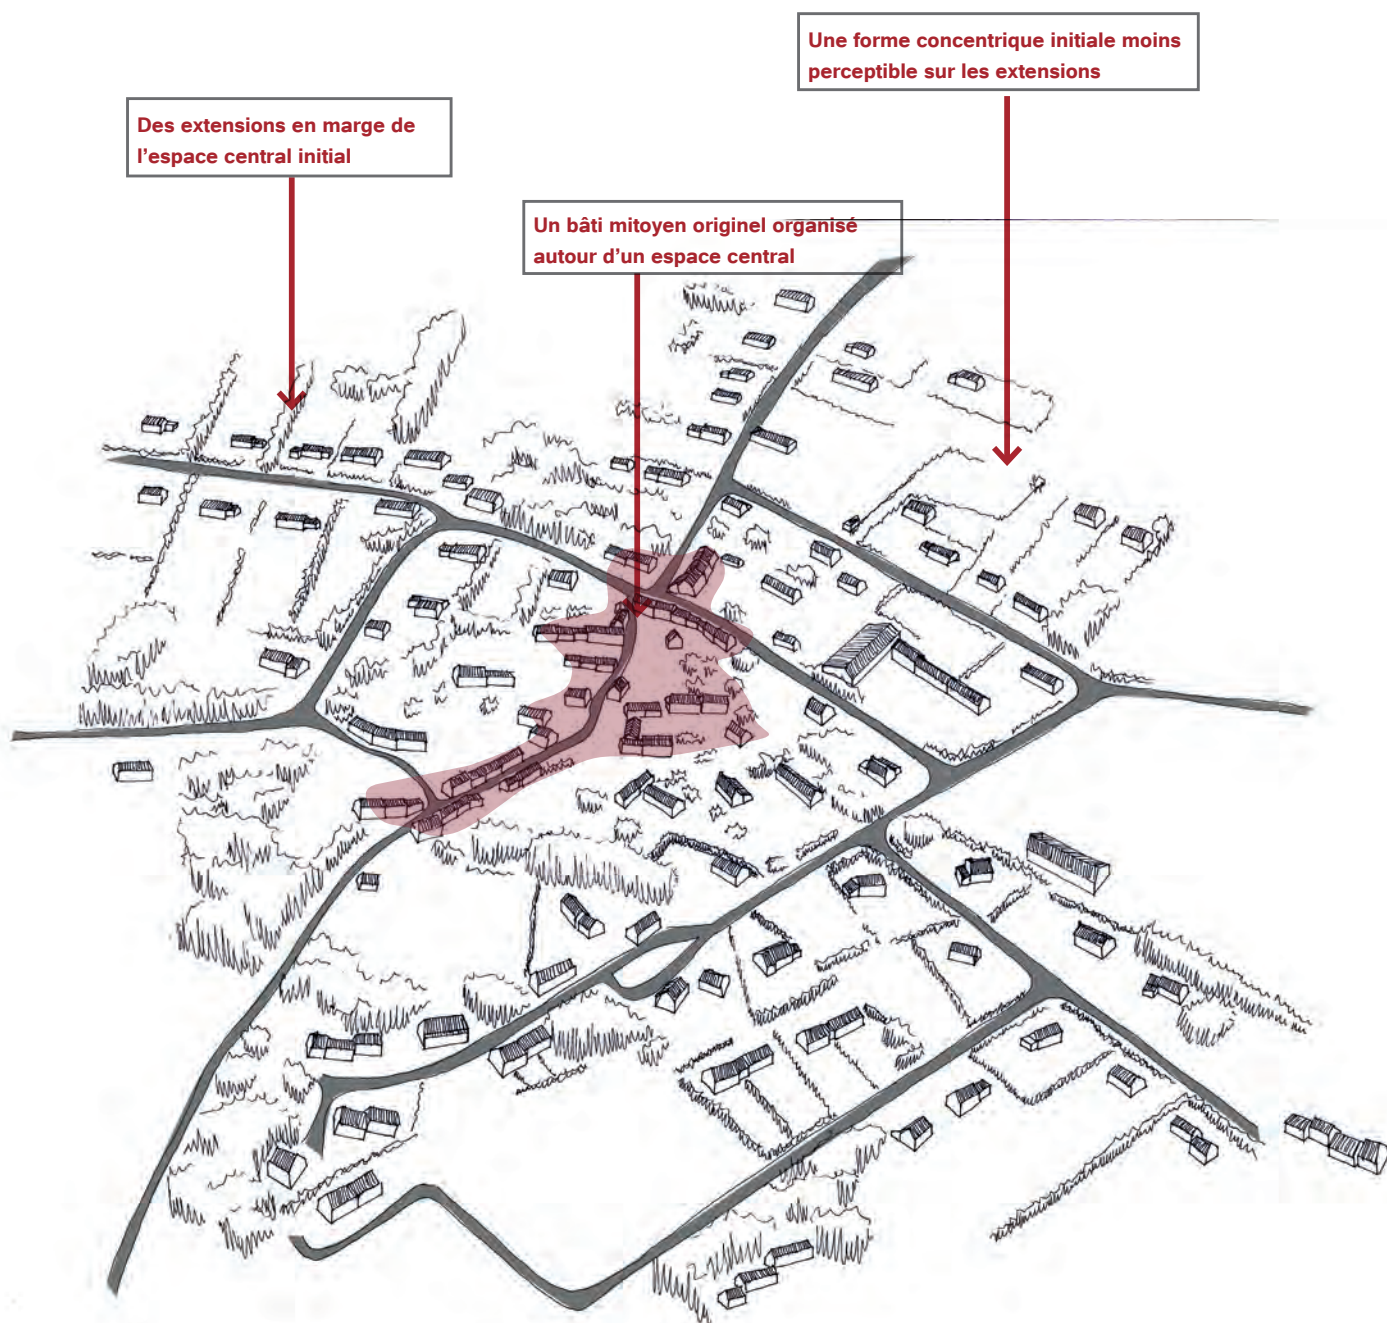 Une forme concentrique initiale moins
perceptible sur les extensions
Des extensions en marge de
l’espace central initial
Un bâti mitoyen originel organisé
autour d’un espace central